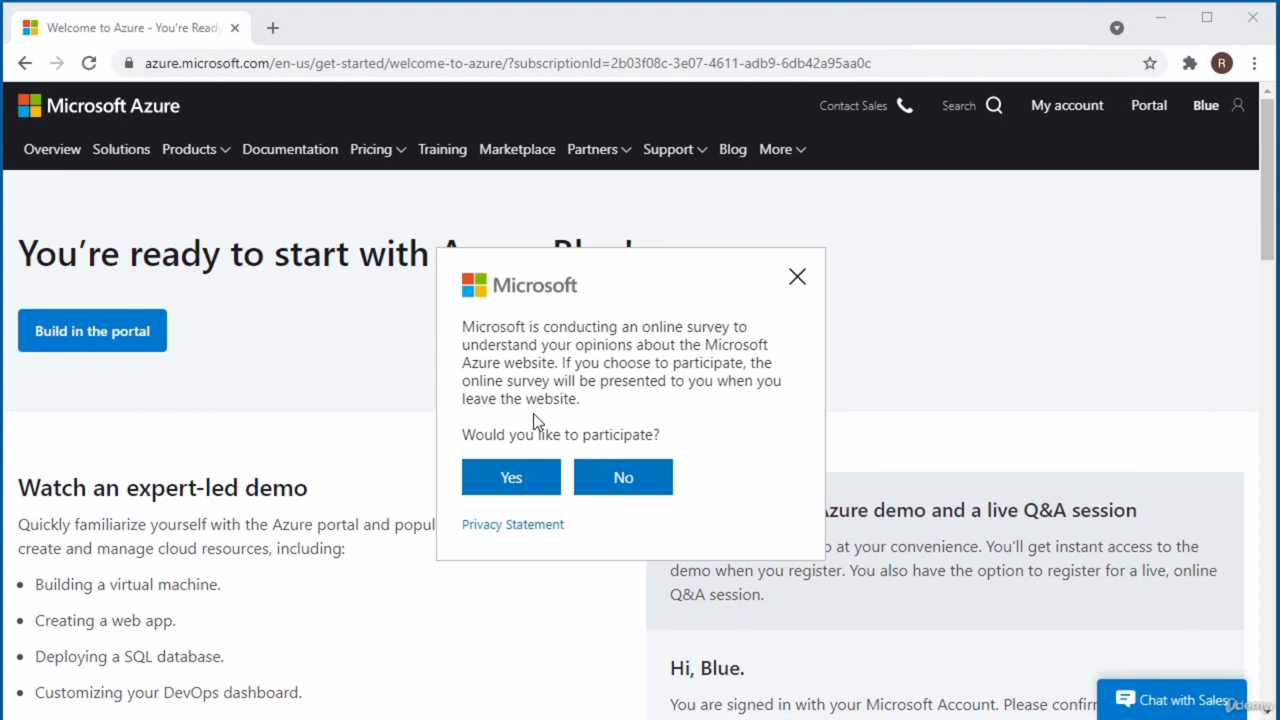 Welcome to Azure - You're Read
azure.microsoft.com/en-us/get-started/welcome-to-azure/?subscriptionId=2b03f08c-3e07-4611-adb9-6db42a95aa0c
R
Microsoft Azure
Contact Sales
Search
My account
Portal
Blue
Overview
Solutions
Products
Documentation
Pricing
Training
Marketplace
Partners
Support
Blog
More
You're ready to start with
Build in the portal
Microsoft
Microsoft is conducting an online survey to
understand your opinions about the Microsoft
Azure website. If you choose to participate, the
online survey will be presented to you when you
leave the website.
Would you like to participate?
Yes
No
Privacy Statement
Watch an expert-led demo
Quickly familiarize yourself with the Azure portal and popul
create and manage cloud resources, including:
• Building a virtual machine.
• Creating a web app.
• Deploying a SQL database.
• Customizing your DevOps dashboard.
Azure demo and a live Q&A session
o at your convenience. You'll get instant access to the
demo when you register. You also have the option to register for a live, online
Q&A session.
Hi, Blue.
You are signed in with your Microsoft Account. Please confirm
Chat with Sales
Udemy